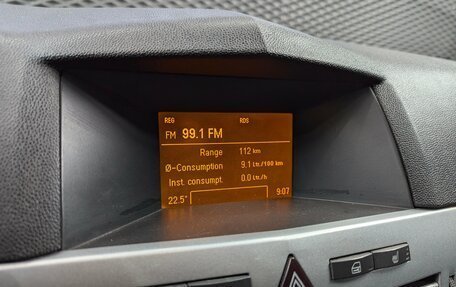 REG RDS
FM 99.1 FM
Range 112 km
Ø-Consumption 9.1 Ltr./100 km
Inst. consumpt. 0.0 Ltr./h
22.5° 9:07